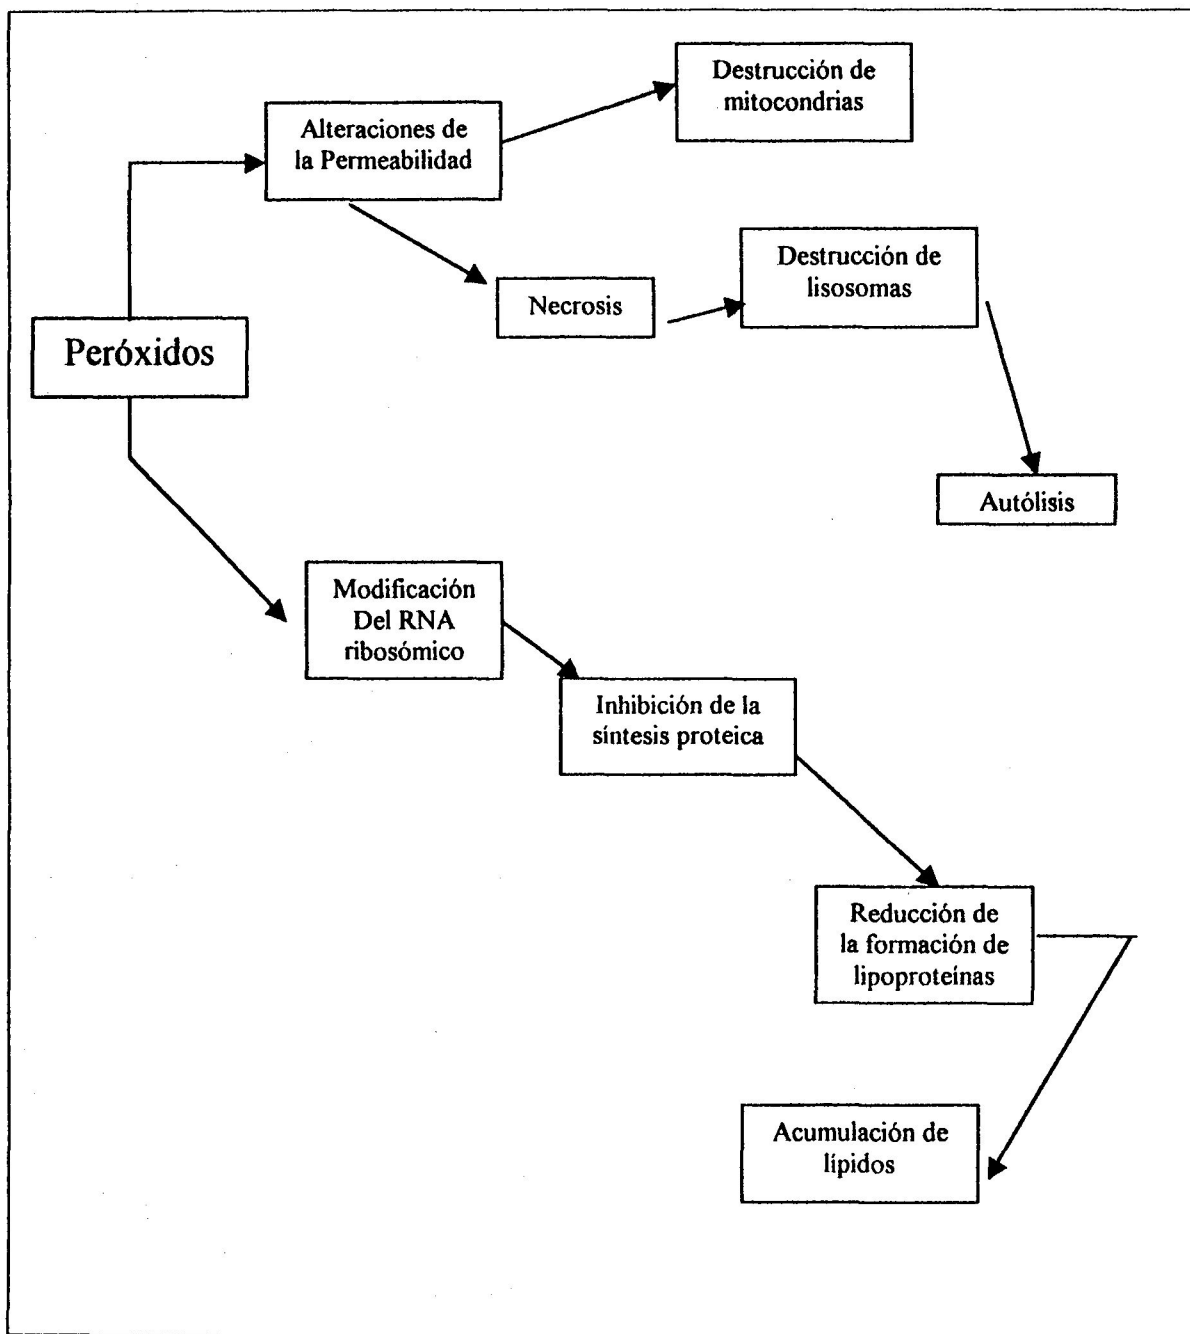 Destrucción de
mitocondrias
Alteraciones de
la Permeabilidad
Destrucción de
lisosomas
Necrosis
Peróxidos
Autólisis
Modificación
Del RNA
ribosómico
Inhibición de la
síntesis proteica
Reducción de
la formación de
lipoproteínas
Acumulación de
lípidos